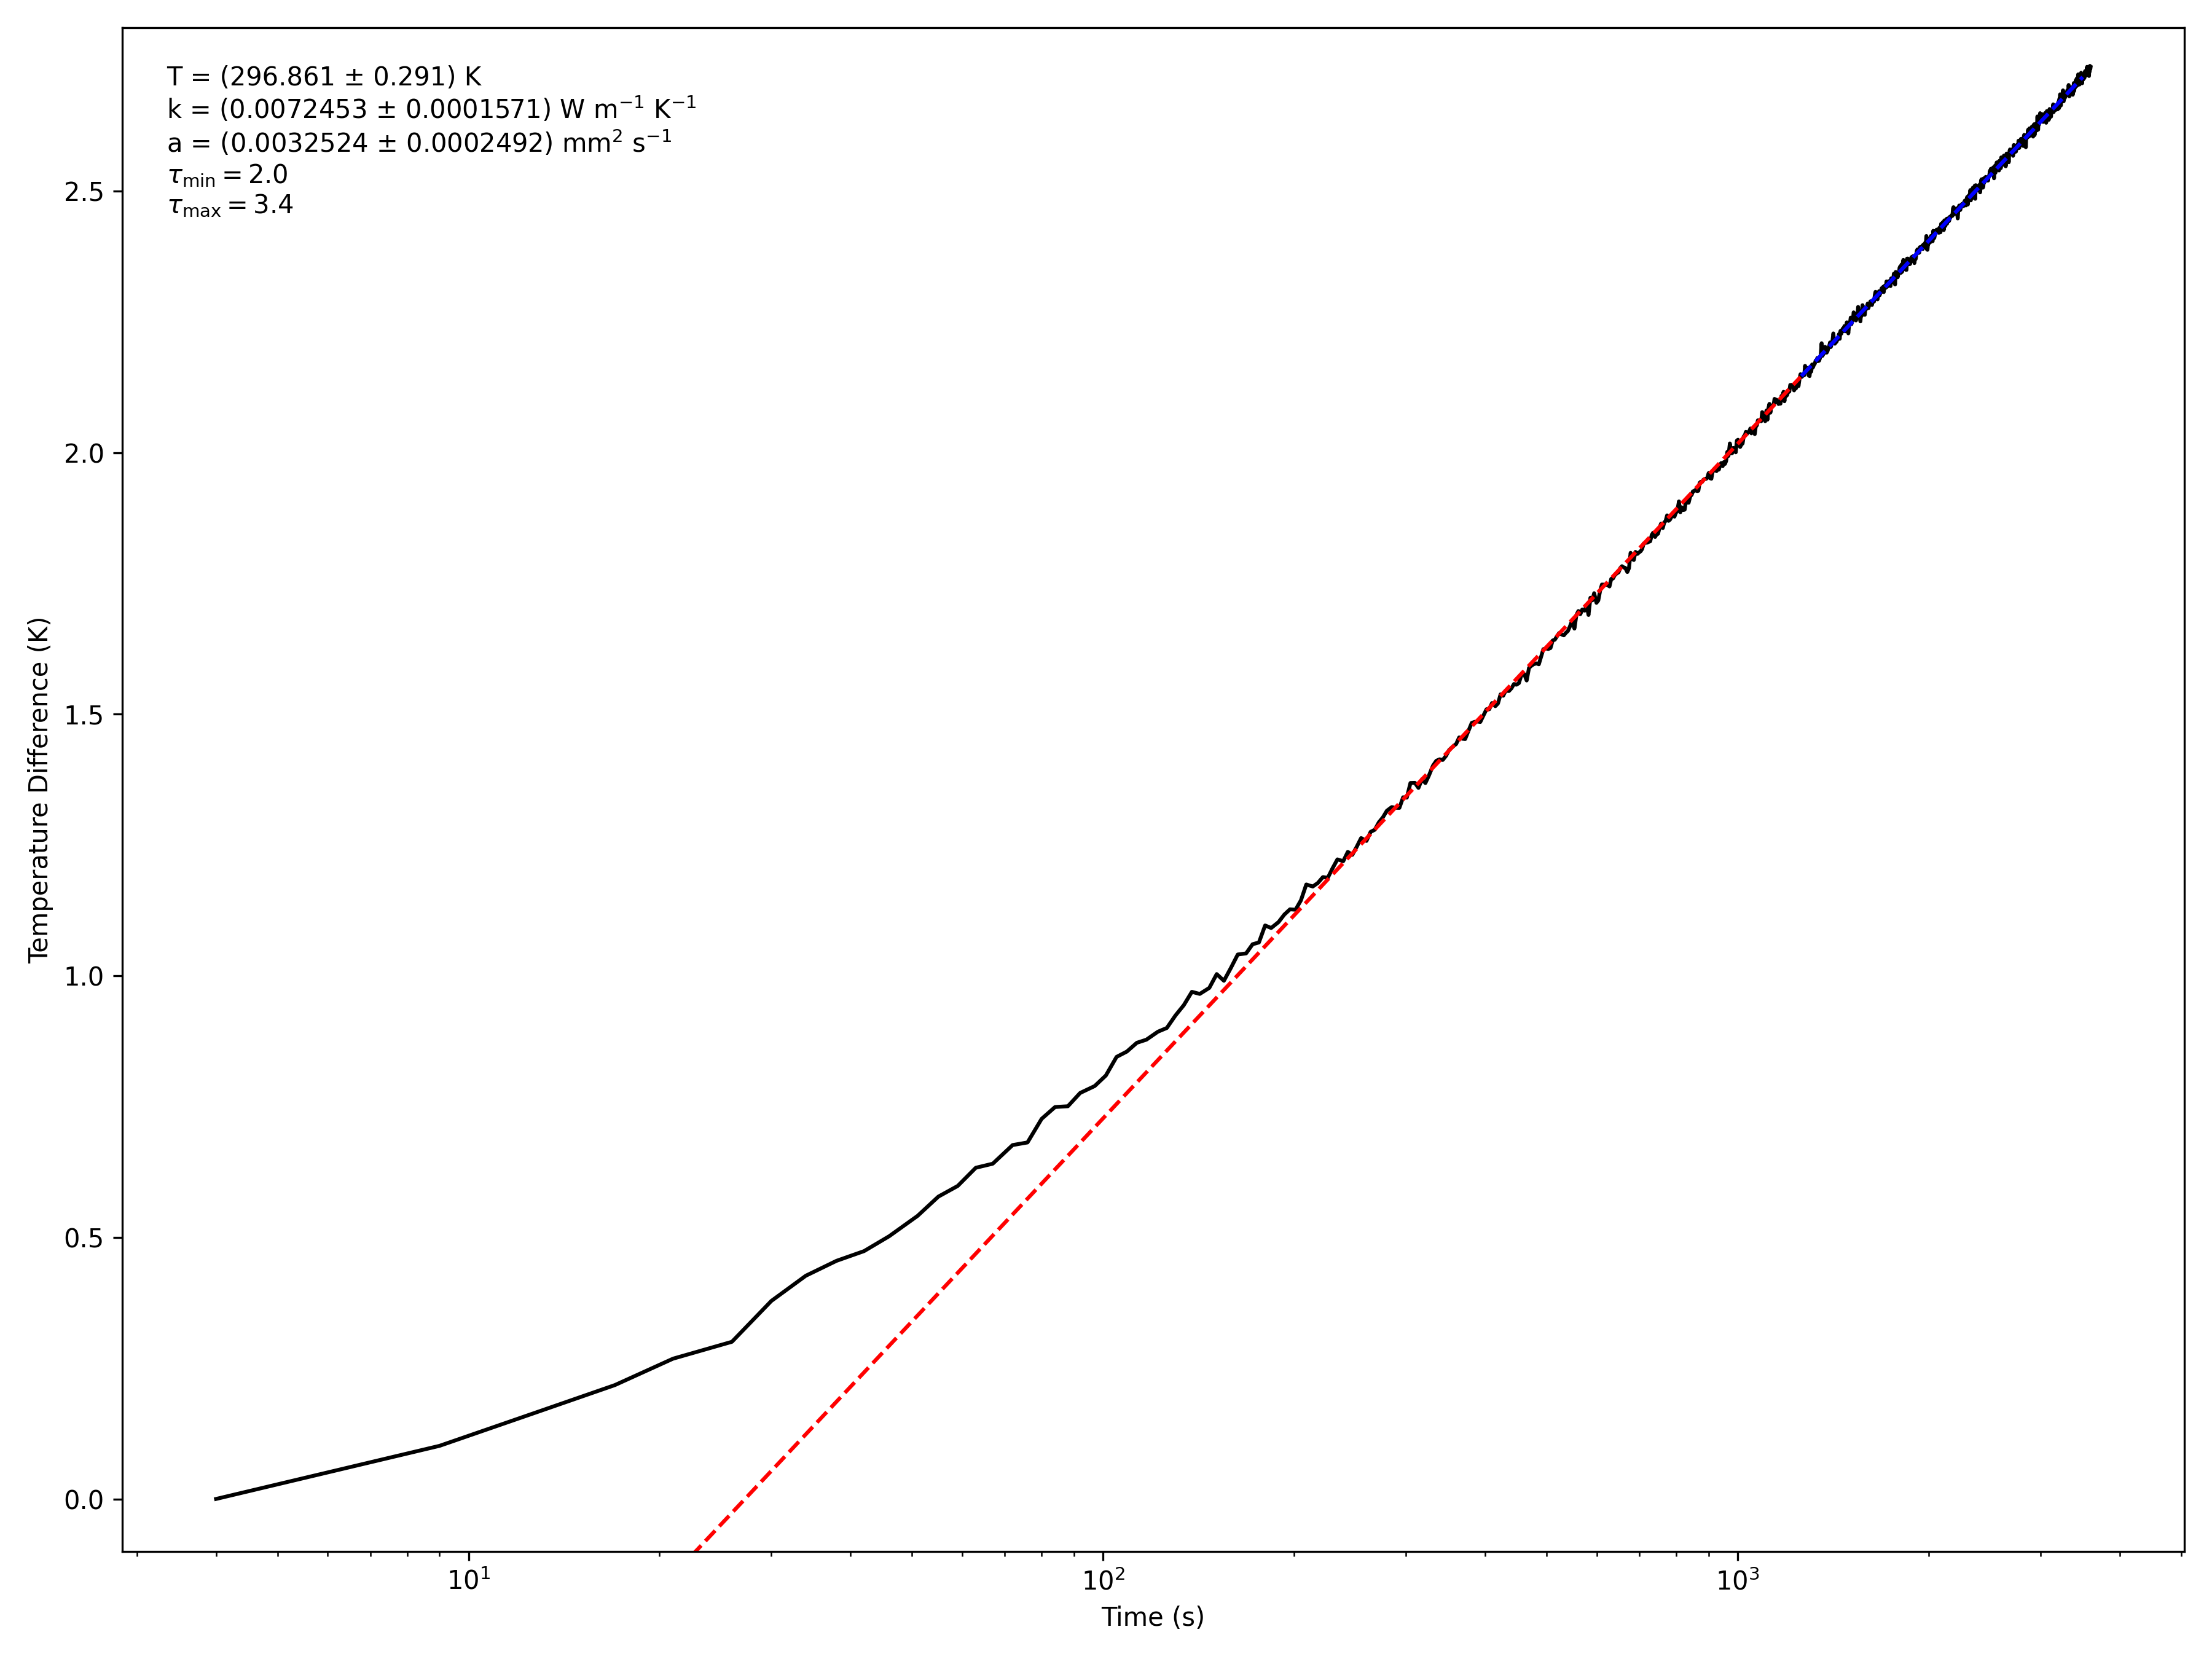 T = (296.861 ± 0.291) K
k = (0.0072453 ± 0.0001571) W m⁻¹ K⁻¹
a = (0.0032524 ± 0.0002492) mm² s⁻¹
τmin = 2.0
τmax = 3.4
2.5
2.0
1.5
1.0
0.5
0.0
Temperature Difference (K)
10¹ 10² 10³
Time (s)